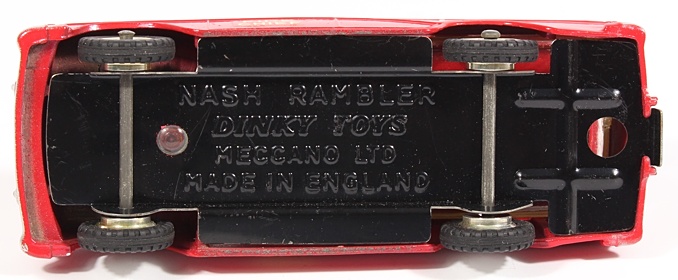 NASH RAMBLER
DINKY TOYS
MECCANO LTD
MADE IN ENGLAND